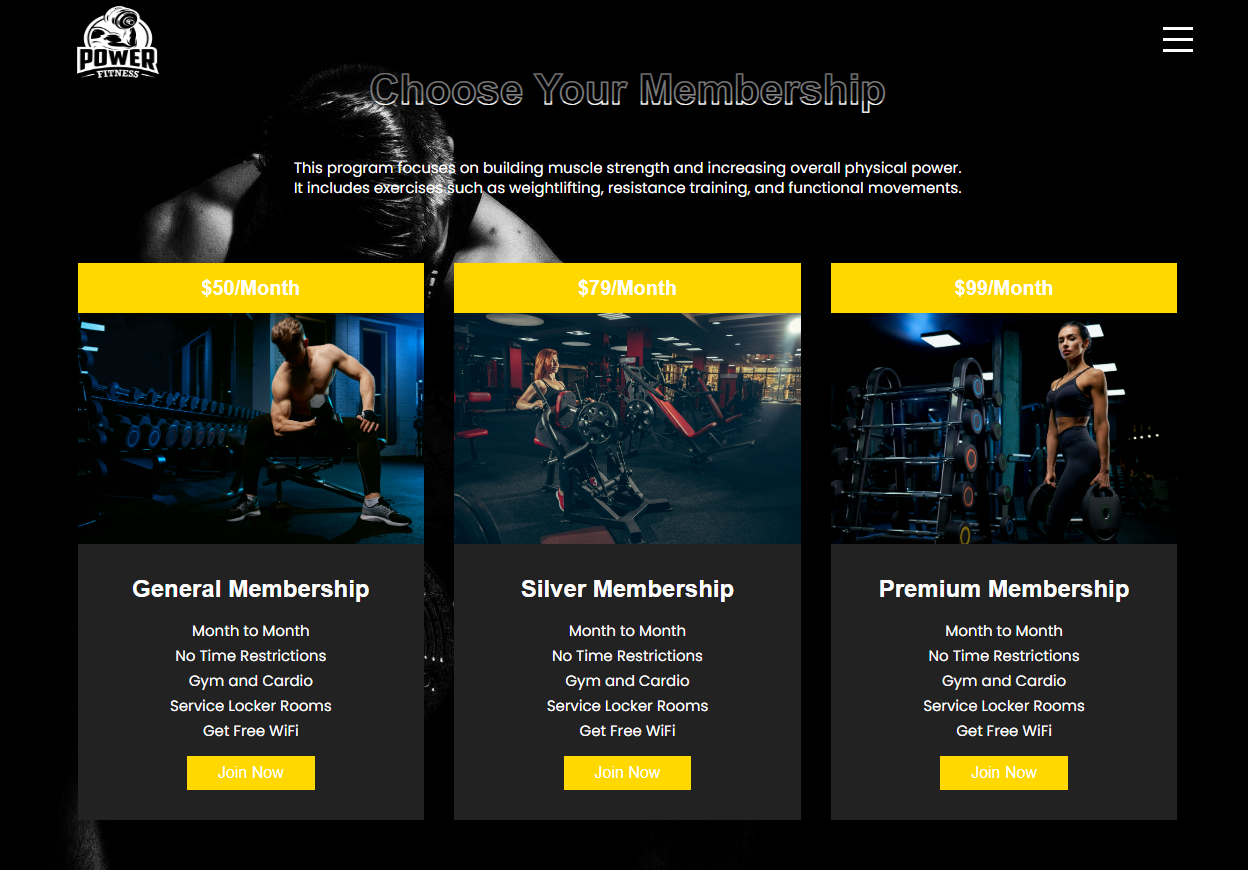 POWER
FITNESS
Choose Your Membership
This program focuses on building muscle strength and increasing overall physical power.
It includes exercises such as weightlifting, resistance training, and functional movements.
$50/Month
General Membership
Month to Month
No Time Restrictions
Gym and Cardio
Service Locker Rooms
Get Free WiFi
Join Now
$79/Month
Silver Membership
Month to Month
No Time Restrictions
Gym and Cardio
Service Locker Rooms
Get Free WiFi
Join Now
$99/Month
Premium Membership
Month to Month
No Time Restrictions
Gym and Cardio
Service Locker Rooms
Get Free WiFi
Join Now